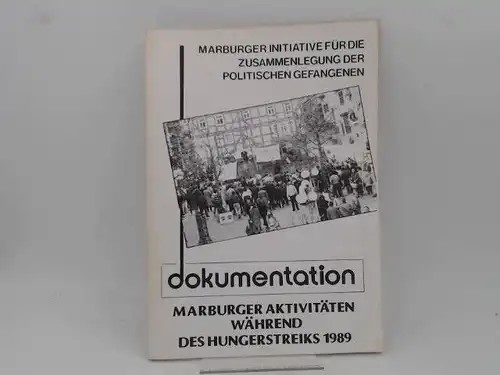 MARBURGER INITIATIVE FÜR DIE
ZUSAMMENLEGUNG DER
POLITISCHEN GEFANGENEN
dokumentation
MARBURGER AKTIVITÄTEN
WÄHREND
DES HUNGERSTREIKS 1989